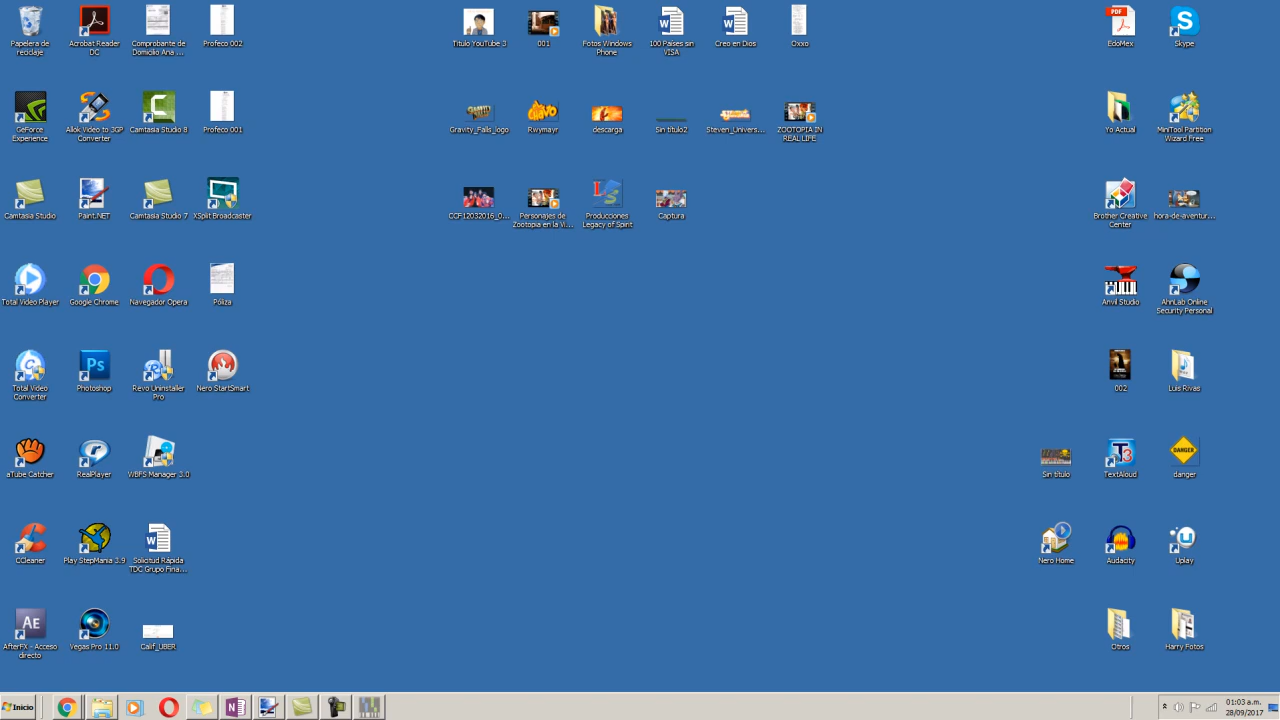 Papelera de
reciclaje
Acrobat Reader
DC
Comprobante de
Domicilio Ana ...
Profeco 002
Titulo YouTube 3
001
Fotos Windows
Phone
100 Paises sin
VISA
Creo en Dios
Oxxo
PDF
EdoMex
Skype
GeForce
Experience
Allok Video to 3GP
Converter
Camtasia Studio 8
Profeco 001
Gravity_Falls_logo
Rwymayr
descarga
Sin título2
Steven_Univers...
ZOOTOPIA IN
REAL LIFE
Yo Actual
MiniTool Partition
Wizard Free
Camtasia Studio
Paint.NET
Camtasia Studio 7
XSplit Broadcaster
CCF12032016_0...
Personajes de
Zootopia en la Vi...
Producciones
Legacy of Spirit
Captura
Brother Creative
Center
hora-de-aventur...
Total Video Player
Google Chrome
Navegador Opera
Póliza
Anvil Studio
AhnLab Online
Security Personal
Total Video
Converter
Ps
Photoshop
Revo Uninstaller
Pro
Nero StartSmart
002
Luis Rivas
aTube Catcher
RealPlayer
WBFS Manager 3.0
Sin título
T3
TextAloud
DANGER
danger
CCleaner
Play StepMania 3.9
Solicitud Rápida
TDC Grupo Fina...
Nero Home
Audacity
Uplay
AE
AfterFX - Acceso
directo
Vegas Pro 11.0
Calif_UBER
Otros
Harry Fotos
Inicio
01:03 a.m.
28/09/2017